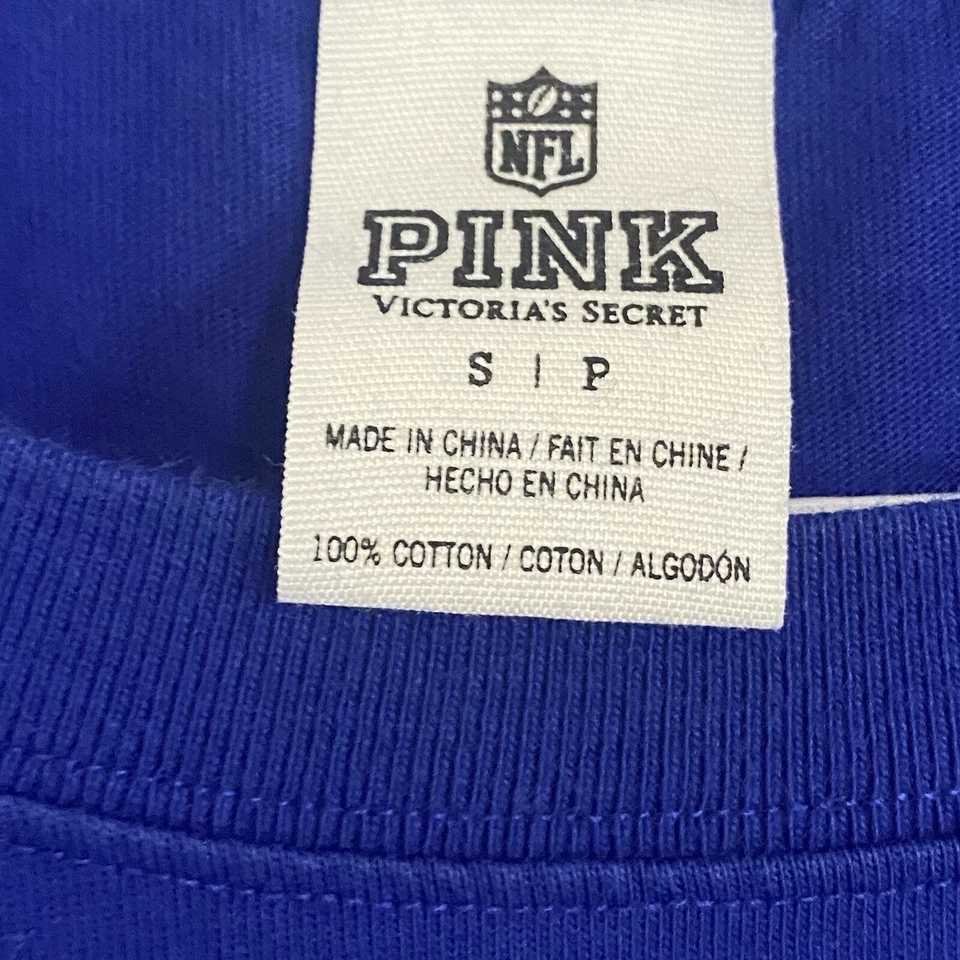 NFL
PINK
VICTORIA'S SECRET
S | P
MADE IN CHINA / FAIT EN CHINE /
HECHO EN CHINA
100% COTTON / COTON / ALGODÓN